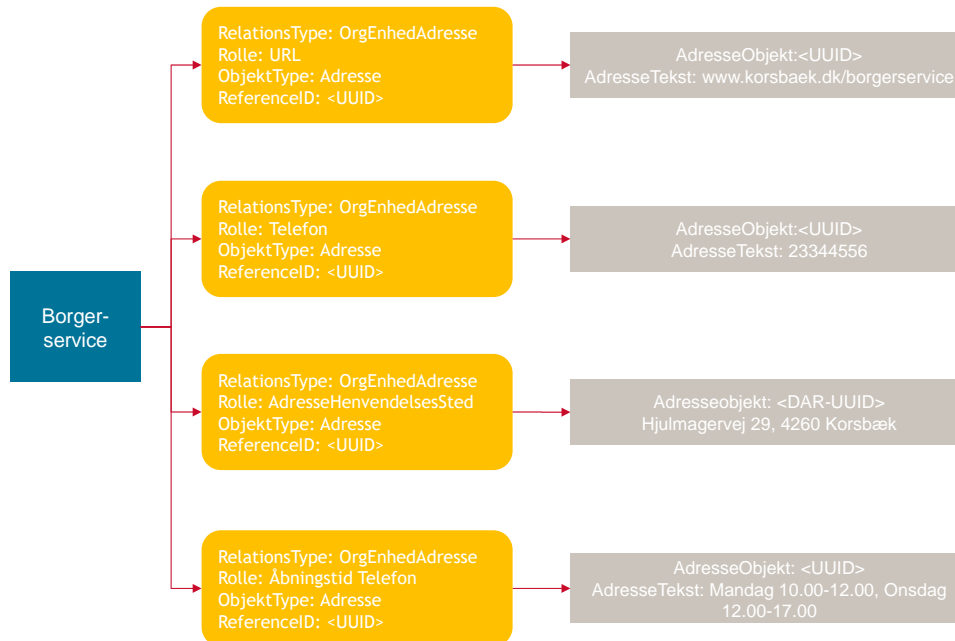 RelationsType: OrgEnhedAdresse
Rolle: URL
ObjektType: Adresse
ReferenceID: <UUID>
AdresseObjekt:<UUID>
AdresseTekst: www.korsbaek.dk/borgerservice
RelationsType: OrgEnhedAdresse
Rolle: Telefon
ObjektType: Adresse
ReferenceID: <UUID>
AdresseObjekt:<UUID>
AdresseTekst: 23344556
Borger-
service
RelationsType: OrgEnhedAdresse
Rolle: AdresseHenvendelsesSted
ObjektType: Adresse
ReferenceID: <UUID>
Adresseobjekt: <DAR-UUID>
Hjulmagervej 29, 4260 Korsbæk
RelationsType: OrgEnhedAdresse
Rolle: Åbningstid Telefon
ObjektType: Adresse
ReferenceID: <UUID>
AdresseObjekt: <UUID>
AdresseTekst: Mandag 10.00-12.00, Onsdag
12.00-17.00